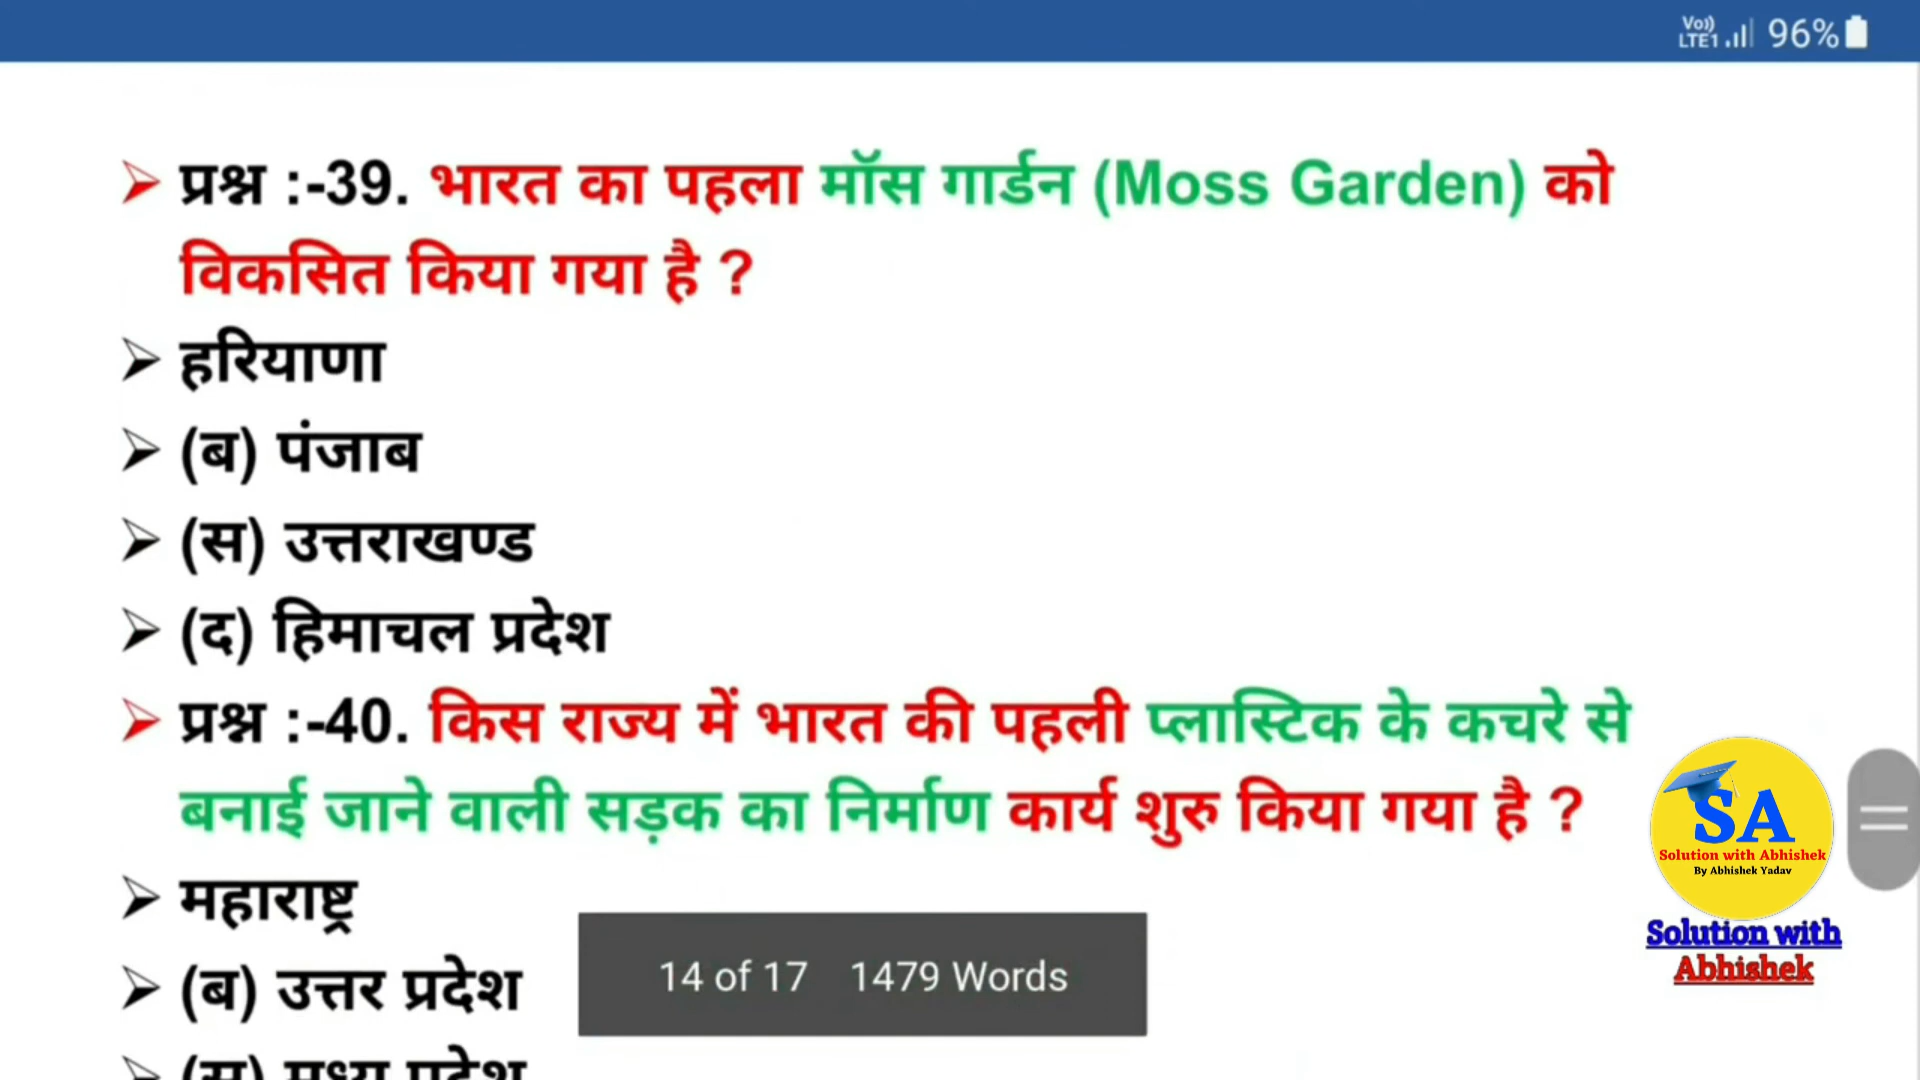 Vo)) LTE1 96%
➢ प्रश्न :-39. भारत का पहला मॉस गार्डन (Moss Garden) को
विकसित किया गया है ?
➢ हरियाणा
➢ (ब) पंजाब
➢ (स) उत्तराखण्ड
➢ (द) हिमाचल प्रदेश
➢ प्रश्न :-40. किस राज्य में भारत की पहली प्लास्टिक के कचरे से
बनाई जाने वाली सड़क का निर्माण कार्य शुरु किया गया है ?
➢ महाराष्ट्र
➢ (ब) उत्तर प्रदेश
➢ (स) मध्य प्रदेश
14 of 17 1479 Words
SA
Solution with Abhishek
By Abhishek Yadav
Solution with
Abhishek